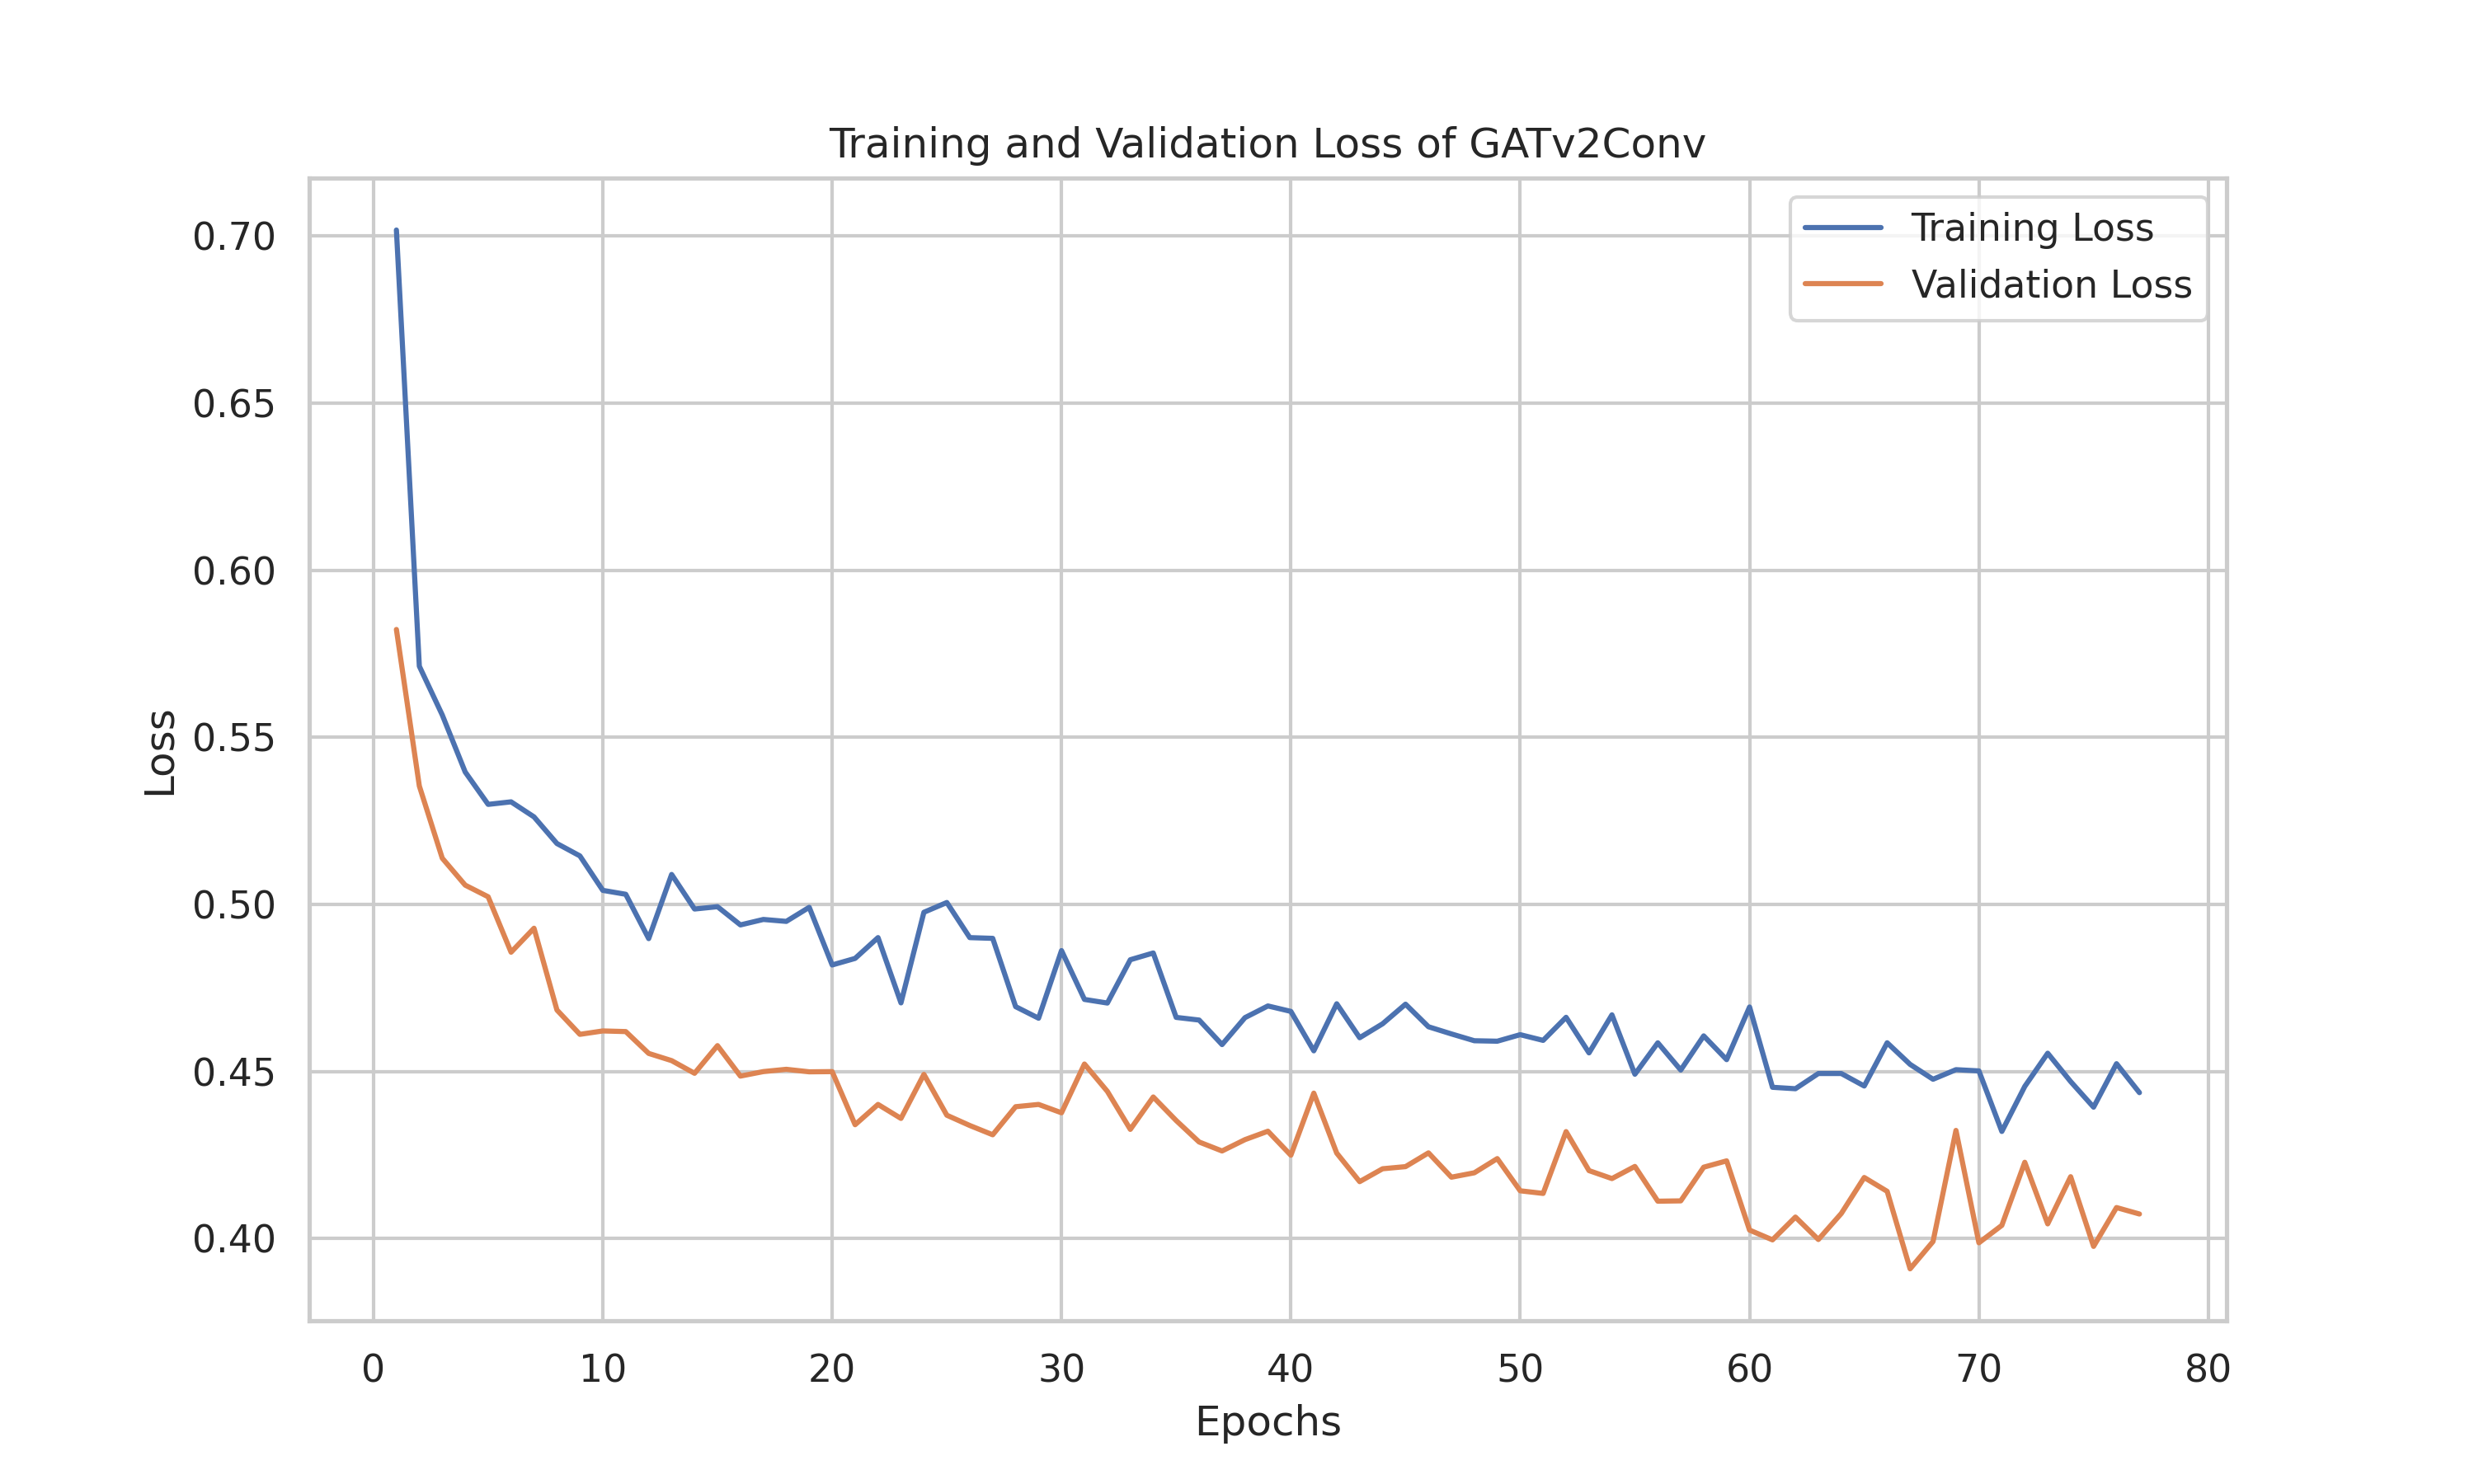 Training and Validation Loss of GATv2Conv
Training Loss
Validation Loss
0.70
0.65
0.60
0.55
0.50
0.45
0.40
Loss
0 10 20 30 40 50 60 70 80
Epochs